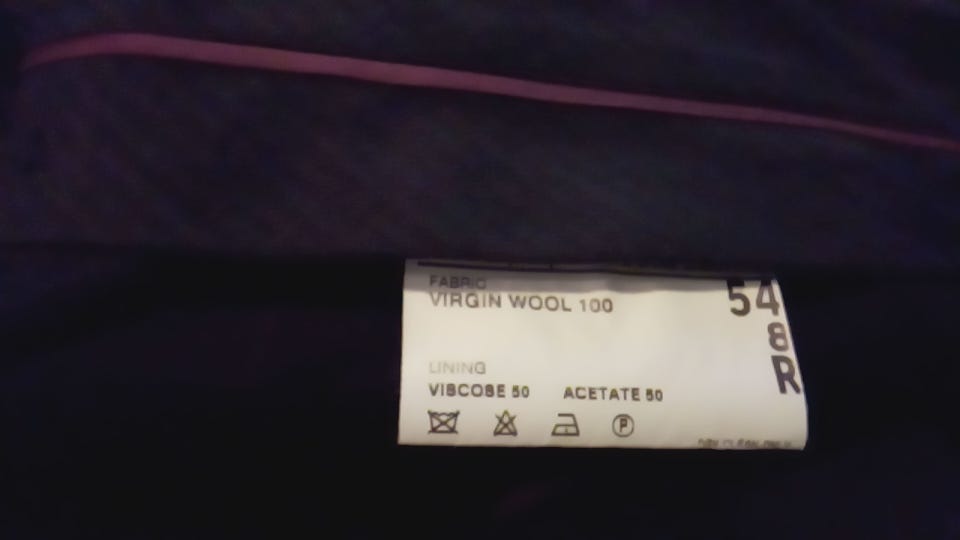 FABRIC
VIRGIN WOOL 100
54
8
R
LINING
VISCOSE 50 ACETATE 50
P